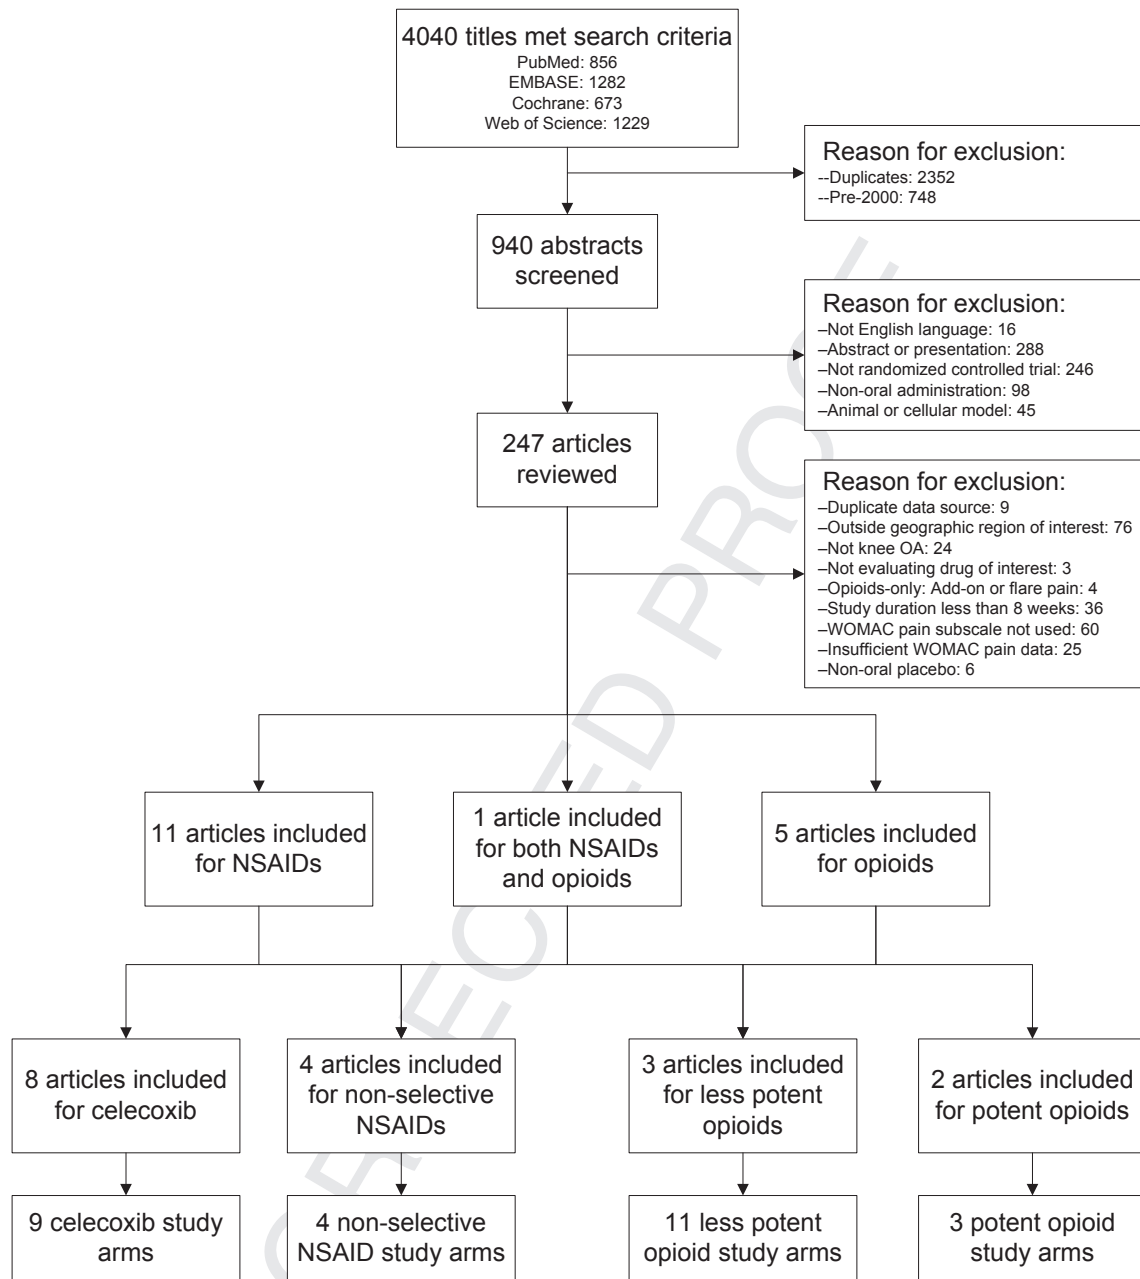 4040 titles met search criteria
PubMed: 856
EMBASE: 1282
Cochrane: 673
Web of Science: 1229
Reason for exclusion:
--Duplicates: 2352
--Pre-2000: 748
940 abstracts
screened
Reason for exclusion:
–Not English language: 16
–Abstract or presentation: 288
–Not randomized controlled trial: 246
–Non-oral administration: 98
–Animal or cellular model: 45
247 articles
reviewed
Reason for exclusion:
–Duplicate data source: 9
–Outside geographic region of interest: 76
–Not knee OA: 24
–Not evaluating drug of interest: 3
–Opioids-only: Add-on or flare pain: 4
–Study duration less than 8 weeks: 36
–WOMAC pain subscale not used: 60
–Insufficient WOMAC pain data: 25
–Non-oral placebo: 6
11 articles included
for NSAIDs
1 article included
for both NSAIDs
and opioids
5 articles included
for opioids
8 articles included
for celecoxib
4 articles included
for non-selective
NSAIDs
3 articles included
for less potent
opioids
2 articles included
for potent opioids
9 celecoxib study
arms
4 non-selective
NSAID study arms
11 less potent
opioid study arms
3 potent opioid
study arms